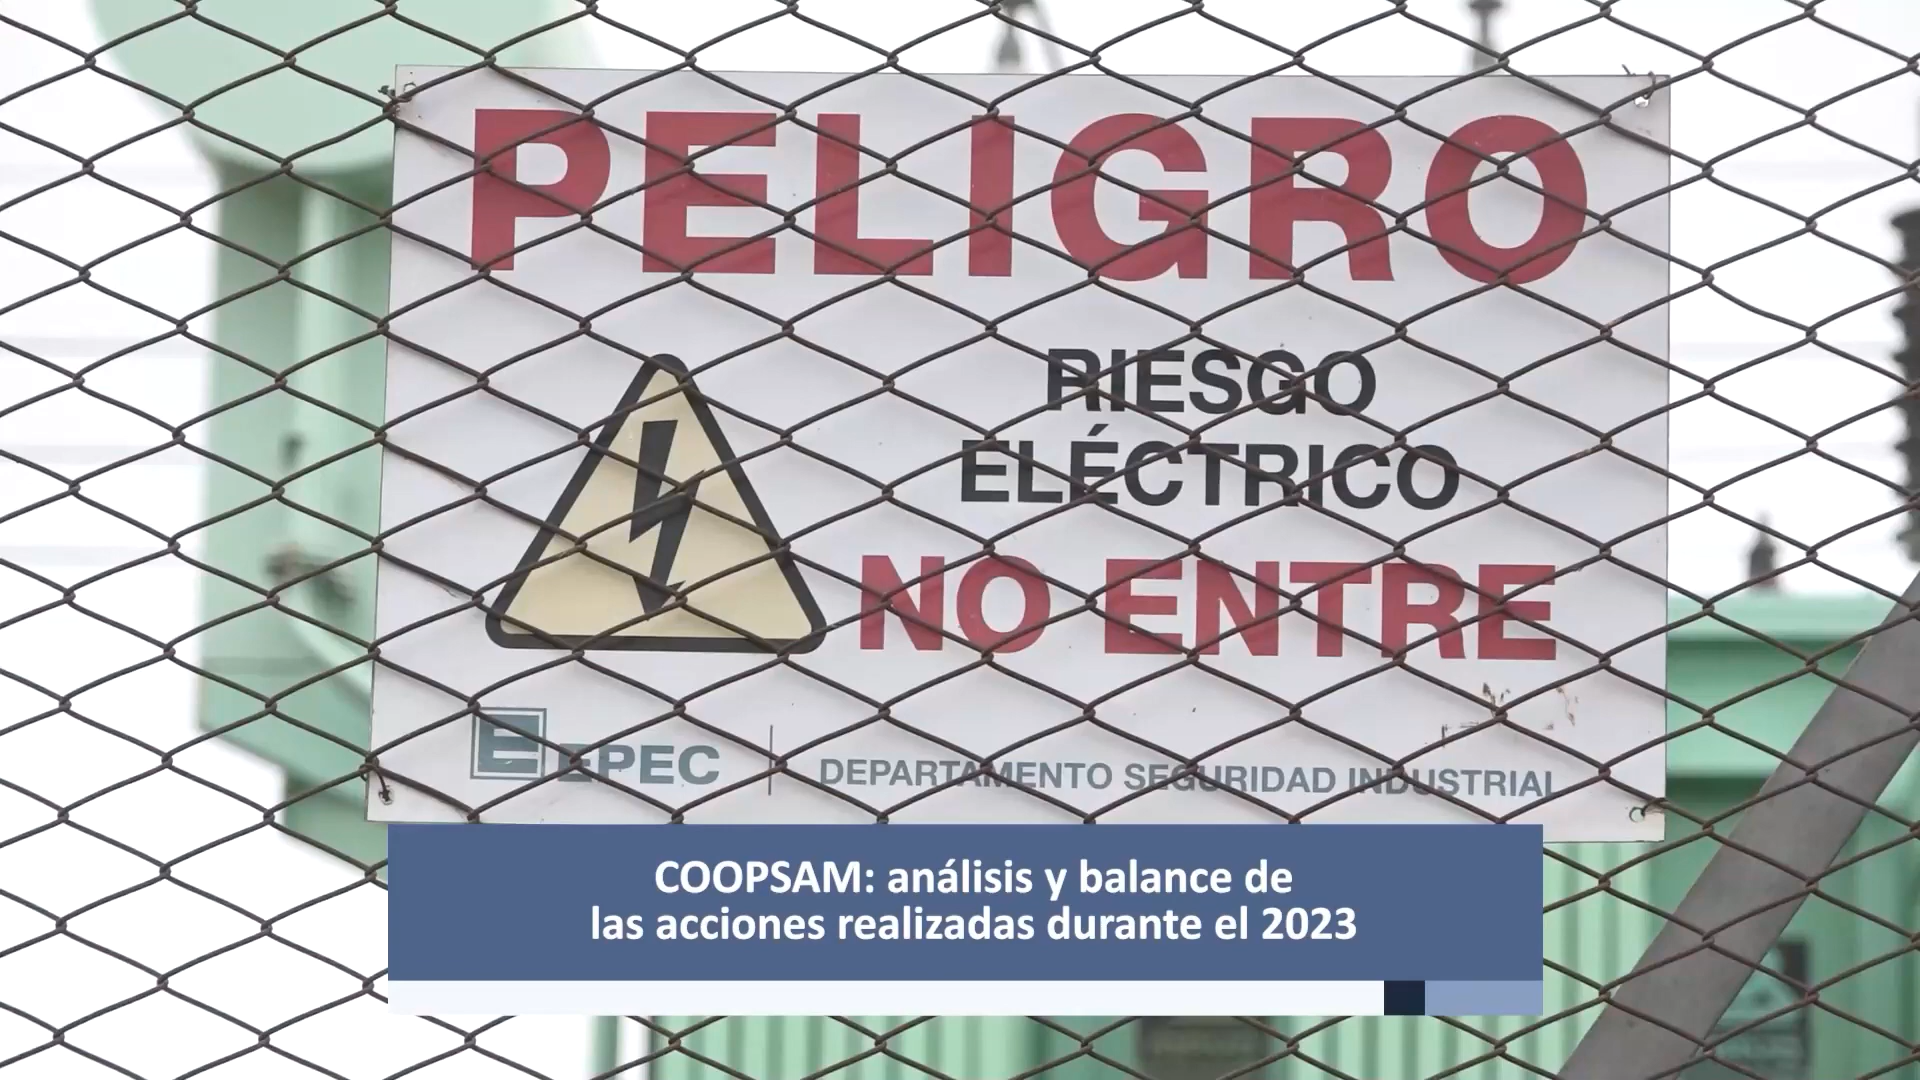 PELIGRO
RIESGO
ELÉCTRICO
NO ENTRE
E EPEC | DEPARTAMENTO SEGURIDAD INDUSTRIAL
COOPSAM: análisis y balance de
las acciones realizadas durante el 2023